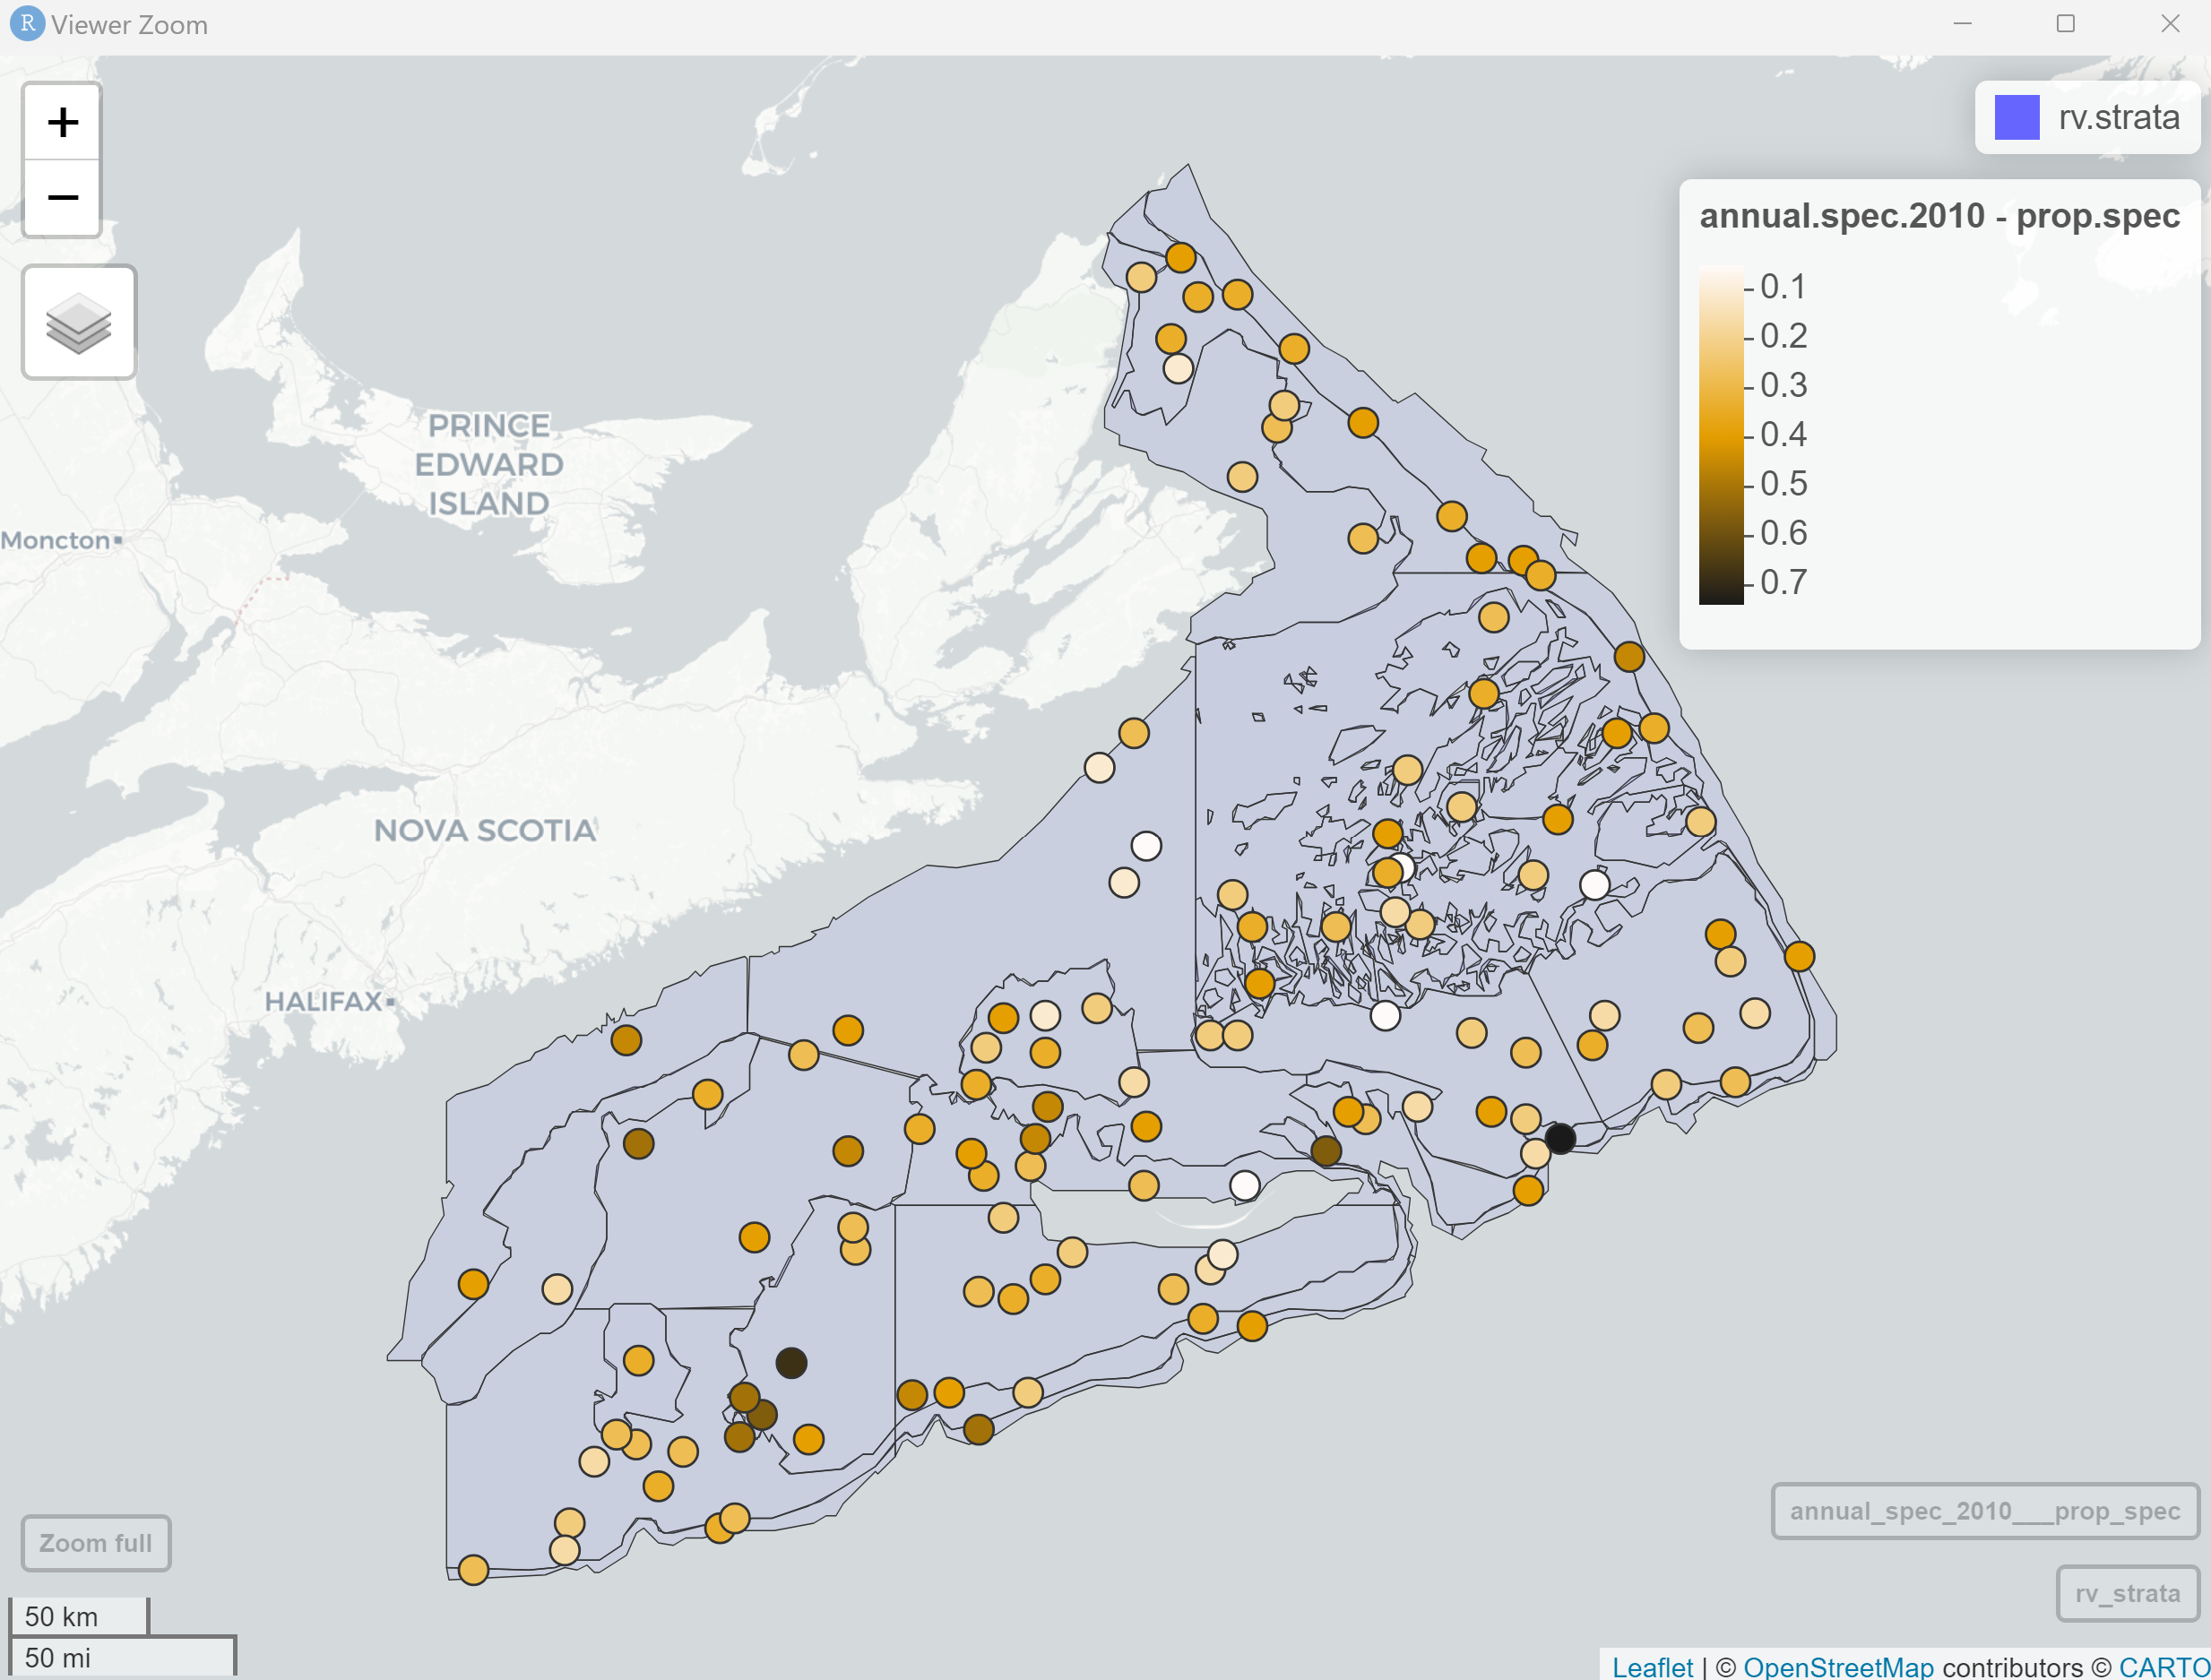 R Viewer Zoom
+
−
rv.strata
annual.spec.2010 - prop.spec
0.1
0.2
0.3
0.4
0.5
0.6
0.7
PRINCE
EDWARD
ISLAND
Moncton
NOVA SCOTIA
HALIFAX
annual_spec_2010___prop_spec
Zoom full
rv_strata
50 km
50 mi
Leaflet | © OpenStreetMap contributors © CARTO